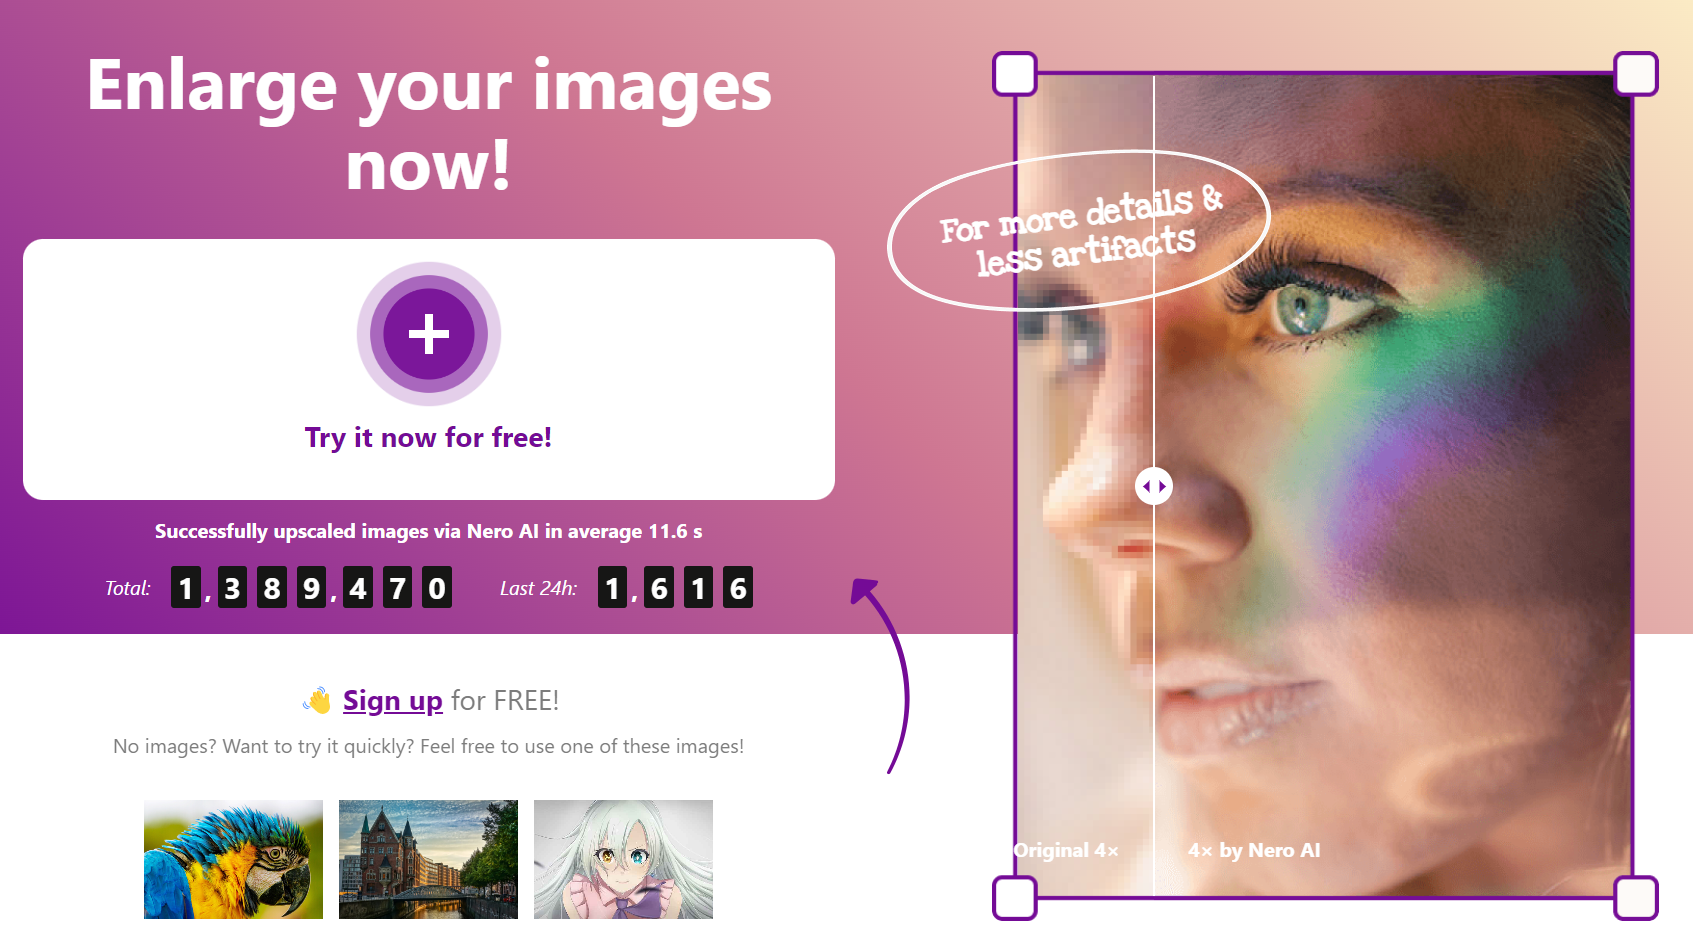 Enlarge your images
now!
Try it now for free!
Successfully upscaled images via Nero AI in average 11.6 s
Total: 1,389,470 Last 24h: 1,616
Sign up for FREE!
No images? Want to try it quickly? Feel free to use one of these images!
For more details &
less artifacts
Original 4×
4× by Nero AI